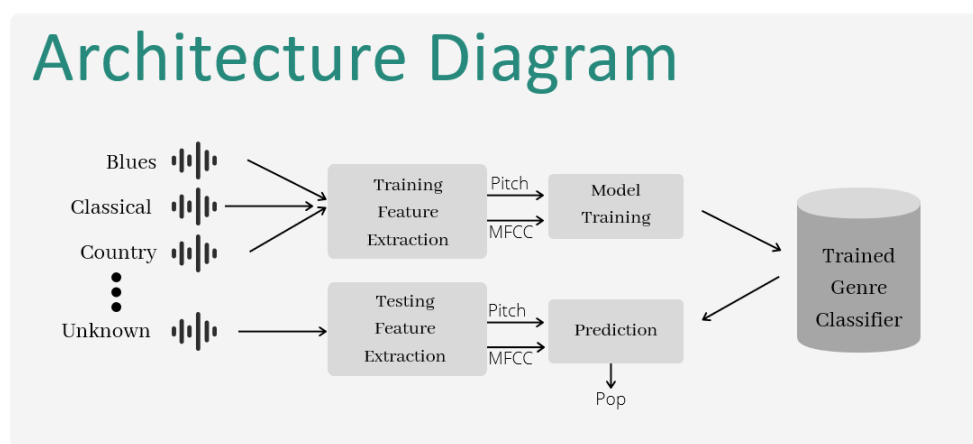 Architecture Diagram
Blues
Classical
Country
Unknown
Training
Feature
Extraction
Pitch
MFCC
Model
Training
Testing
Feature
Extraction
Pitch
MFCC
Prediction
Pop
Trained
Genre
Classifier